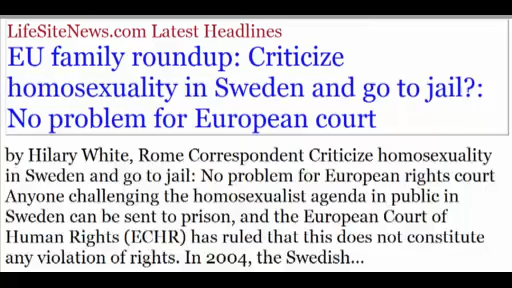 LifeSiteNews.com Latest Headlines
EU family roundup: Criticize
homosexuality in Sweden and go to jail?:
No problem for European court
by Hilary White, Rome Correspondent Criticize homosexuality
in Sweden and go to jail: No problem for European rights court
Anyone challenging the homosexualist agenda in public in
Sweden can be sent to prison, and the European Court of
Human Rights (ECHR) has ruled that this does not constitute
any violation of rights. In 2004, the Swedish...